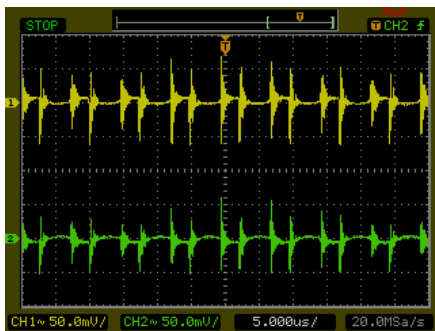 STOP
T
T
CH2
T
1
2
CH1~ 50.0mV/ CH2~ 50.0mV/ 5.000us/ 20.0MSa/s